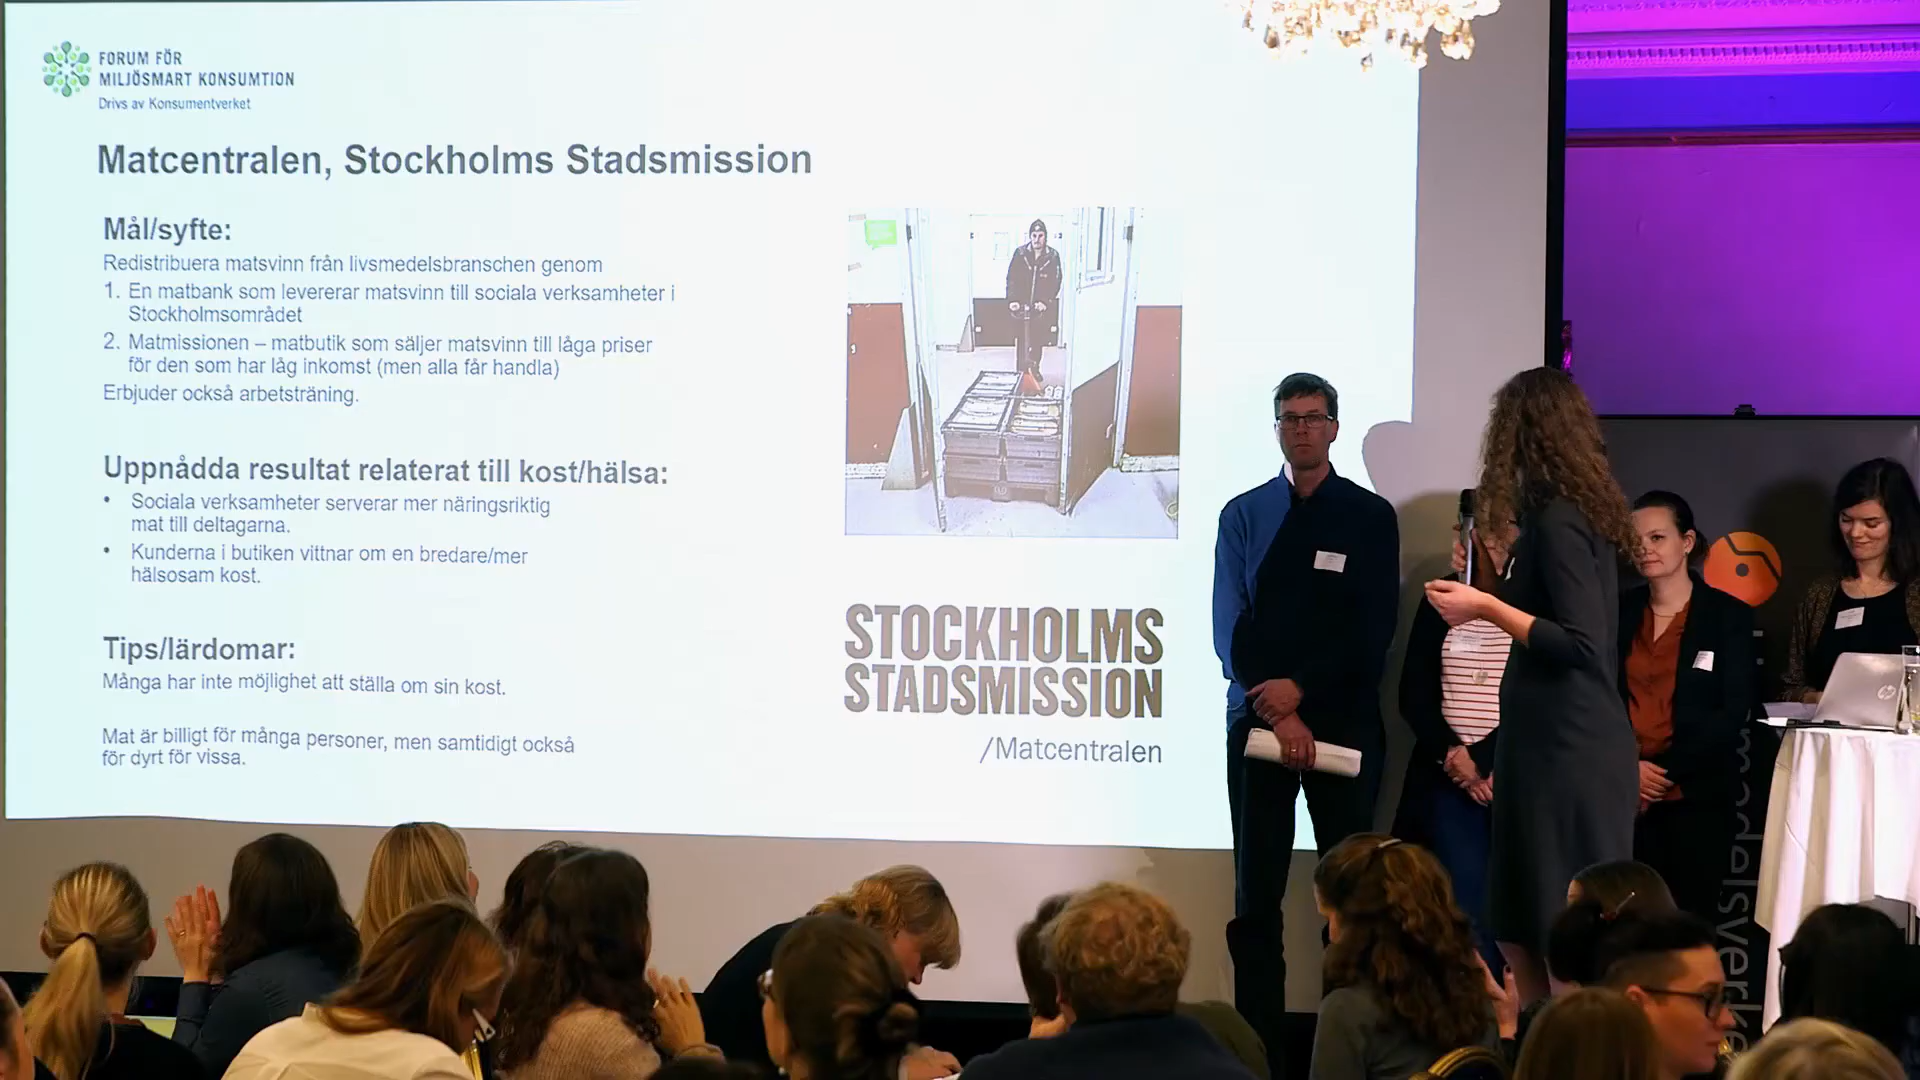 FORUM FÖR
MILJÖSMART KONSUMTION
Drivs av Konsumentverket
Matcentralen, Stockholms Stadsmission
Mål/syfte:
Redistribuera matsvinn från livsmedelsbranschen genom
1. En matbank som levererar matsvinn till sociala verksamheter i
Stockholmsområdet
2. Matmissionen – matbutik som säljer matsvinn till låga priser
för den som har låg inkomst (men alla får handla)
Erbjuder också arbetsträning.
Uppnådda resultat relaterat till kost/hälsa:
• Sociala verksamheter serverar mer näringsriktig
mat till deltagarna.
• Kunderna i butiken vittnar om en bredare/mer
hälsosam kost.
Tips/lärdomar:
Många har inte möjlighet att ställa om sin kost.
Mat är billigt för många personer, men samtidigt också
för dyrt för vissa.
STOCKHOLMS
STADSMISSION
/Matcentralen
hp